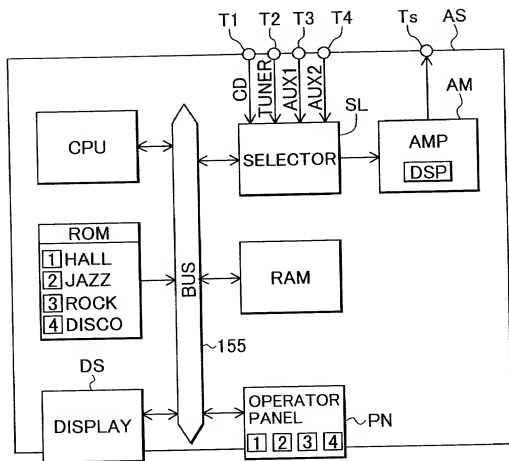 T1 T2 T3 T4 Ts AS
CD
TUNER
AUX1
AUX2
SL
AM
CPU
SELECTOR
AMP
DSP
ROM
1 HALL
2 JAZZ
3 ROCK
4 DISCO
BUS
RAM
155
DS
DISPLAY
OPERATOR
PANEL
1 2 3 4
PN